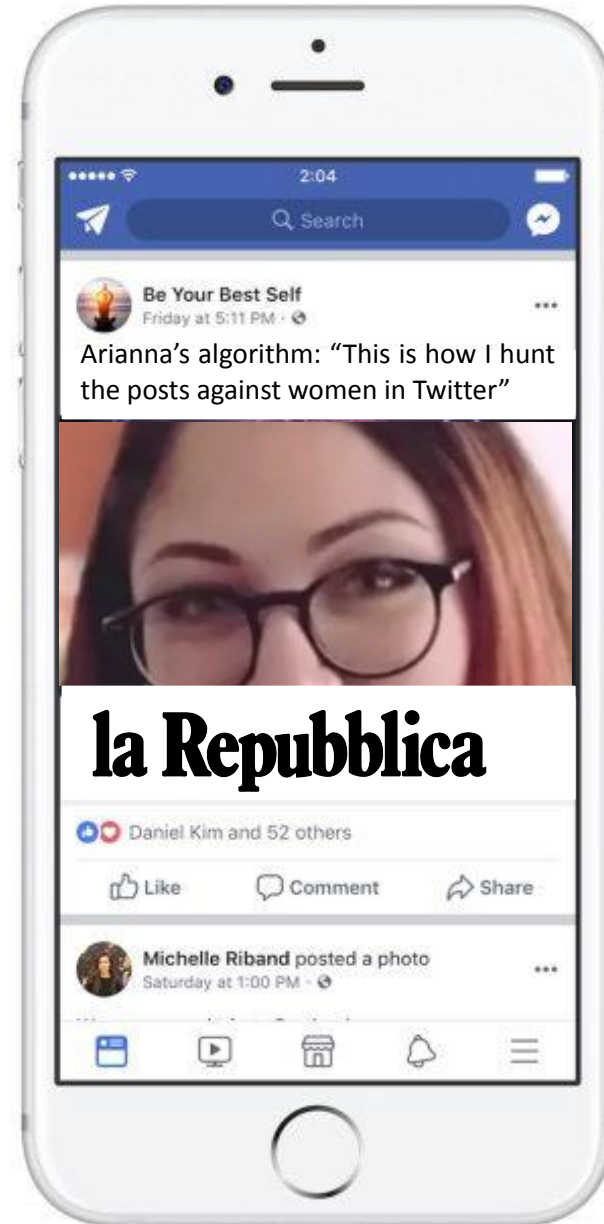 2:04
Search
Be Your Best Self
Friday at 5:11 PM ·
Arianna’s algorithm: “This is how I hunt
the posts against women in Twitter”
la Repubblica
Daniel Kim and 52 others
Like Comment Share
Michelle Riband posted a photo
Saturday at 1:00 PM ·